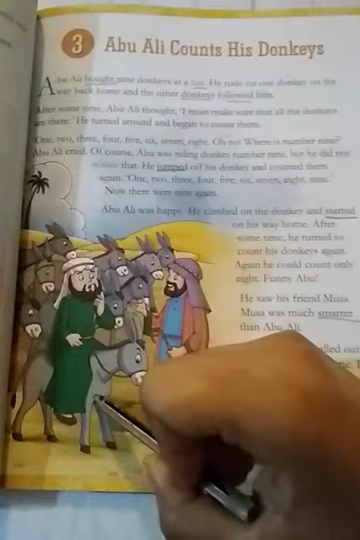 3 Abu Ali Counts His Donkeys
Abu Ali bought nine donkeys at a fair. He rode on one donkey on the
way back home and the other donkeys followed him.
After some time, Abu Ali thought, 'I must make sure that all the donkeys
are there.' He turned around and began to count them.
'One, two, three, four, five, six, seven, eight. Oh no! Where is number nine?'
Abu Ali cried. Of course, Abu was riding donkey number nine, but he did not
realise that. He jumped off his donkey and counted them
again. 'One, two, three, four, five, six, seven, eight, nine.'
Now there were nine again.
Abu Ali was happy. He climbed on the donkey and started
on his way home. After
some time, he turned to
count his donkeys again.
Again he could count only
eight. Funny Abu!
He saw his friend Musa.
Musa was much smarter
than Abu Ali.
out